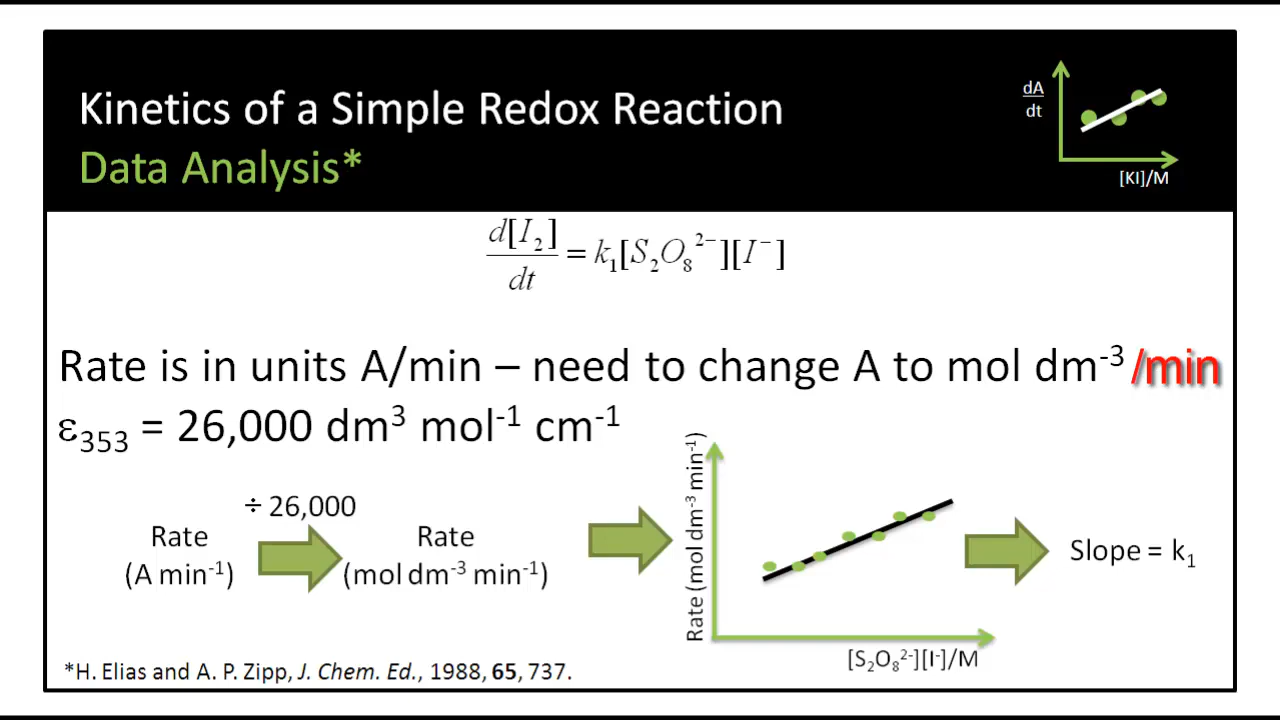 Kinetics of a Simple Redox Reaction
Data Analysis*
dA
dt
[KI]/M
d[I₂]
dt
= k₁[S₂O₈²⁻][I⁻]
Rate is in units A/min – need to change A to mol dm⁻³ /min
ε₃₅₃ = 26,000 dm³ mol⁻¹ cm⁻¹
÷ 26,000
Rate
(A min⁻¹)
Rate
(mol dm⁻³ min⁻¹)
Rate (mol dm⁻³ min⁻¹)
[S₂O₈²⁻][I⁻]/M
Slope = k₁
*H. Elias and A. P. Zipp, J. Chem. Ed., 1988, 65, 737.